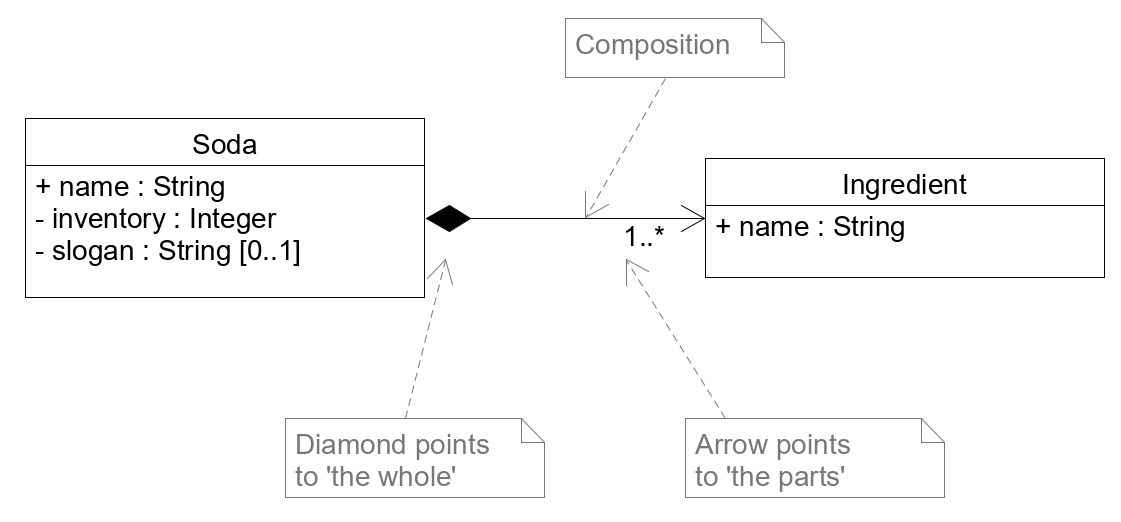 Composition
Soda
+ name : String
- inventory : Integer
- slogan : String [0..1]
Ingredient
+ name : String
1..*
Diamond points
to 'the whole'
Arrow points
to 'the parts'